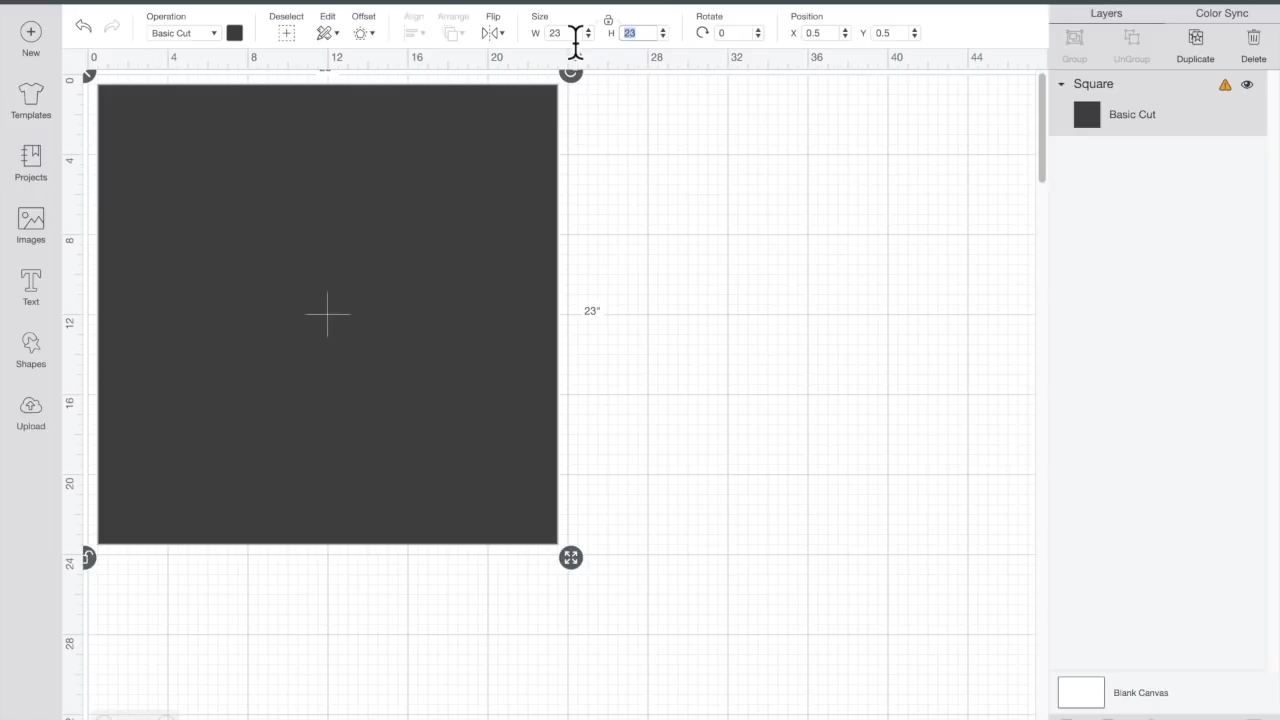 Operation
Deselect
Edit
Offset
Align
Arrange
Flip
Size
Rotate
Position
Layers
Color Sync
Basic Cut
W 23
H 23
0
X 0.5
Y 0.5
New
Group
UnGroup
Duplicate
Delete
0
4
8
12
16
20
28
32
36
40
44
0
4
8
12
16
20
24
28
Square
Basic Cut
Templates
Projects
Images
Text
Shapes
Upload
23"
Blank Canvas